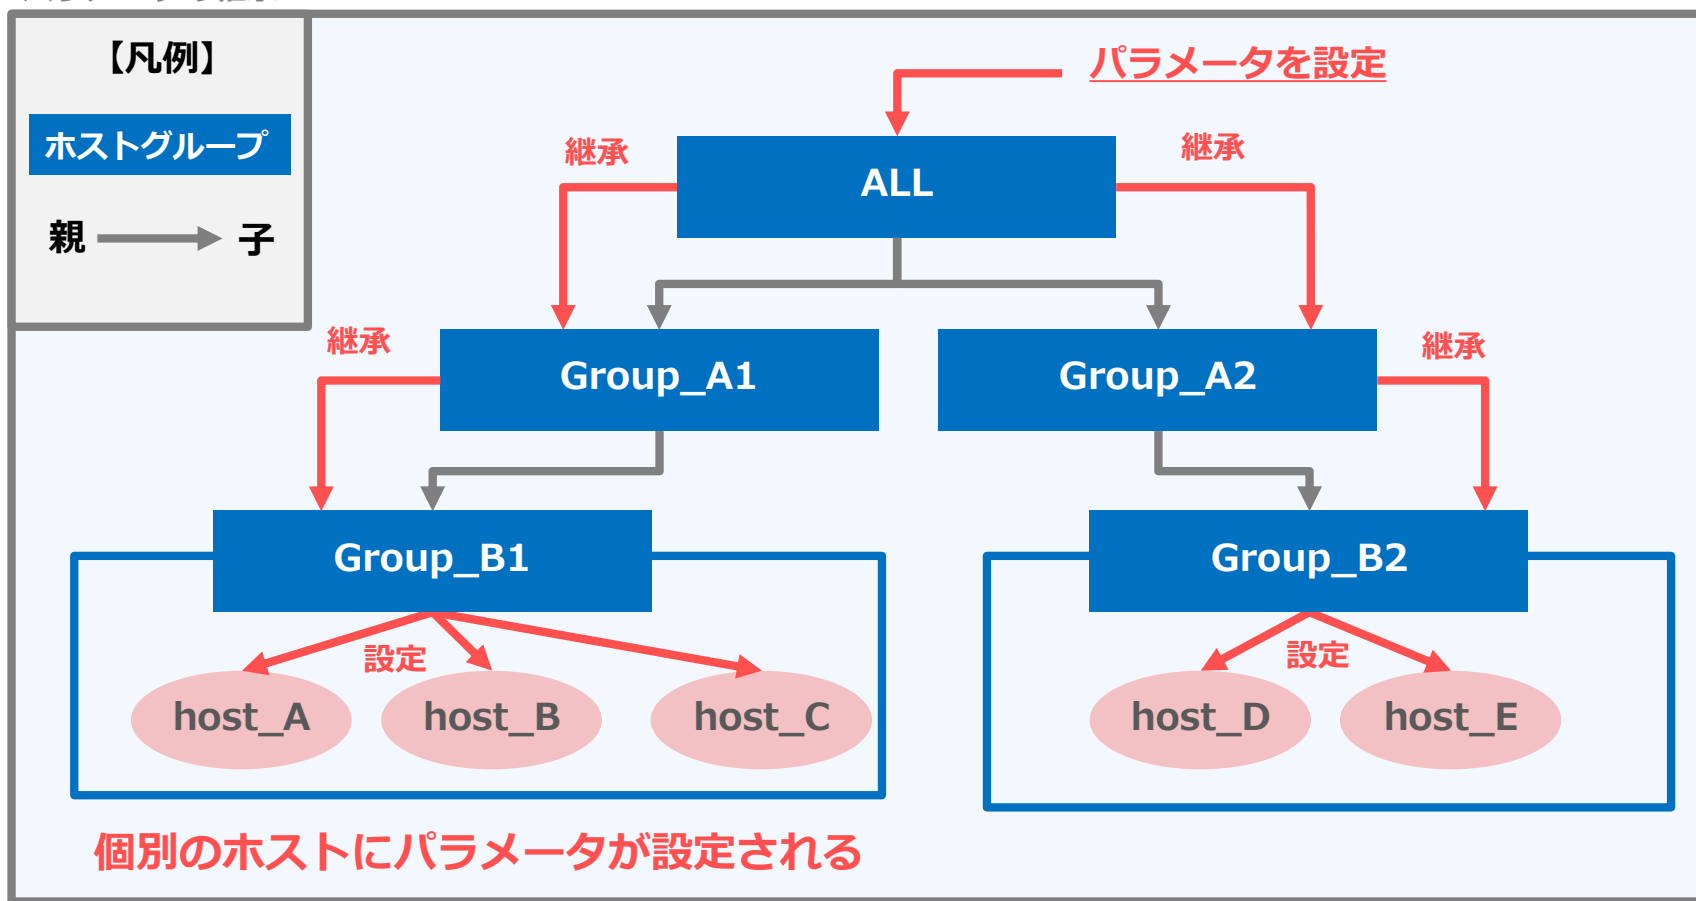 【凡例】
ホストグループ
親 子
パラメータを設定
継承 継承
ALL
継承 継承
Group_A1 Group_A2
Group_B1 Group_B2
設定 設定
host_A host_B host_C host_D host_E
個別のホストにパラメータが設定される